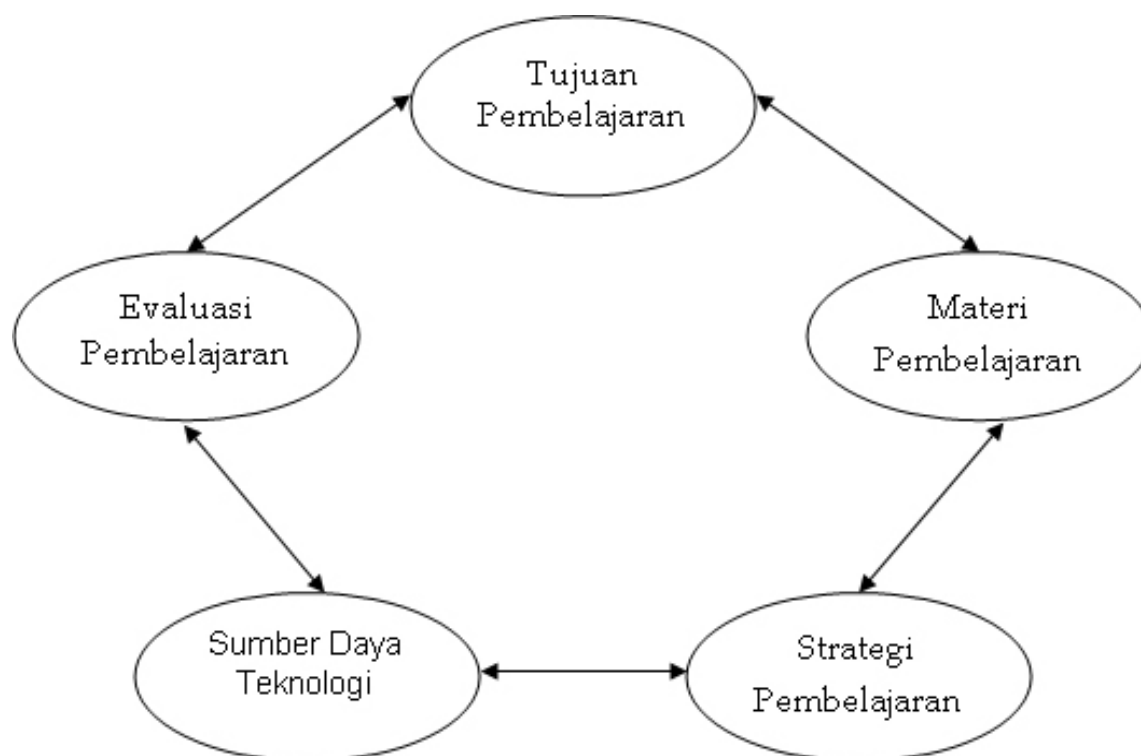 Tujuan
Pembelajaran
Evaluasi
Pembelajaran
Materi
Pembelajaran
Sumber Daya
Teknologi
Strategi
Pembelajaran